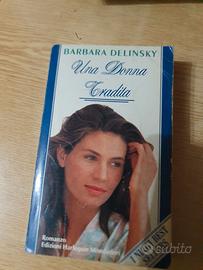 BARBARA DELINSKY
Una Donna
Tradita
Romanzo
Edizioni Harlequin Mondadori
subito